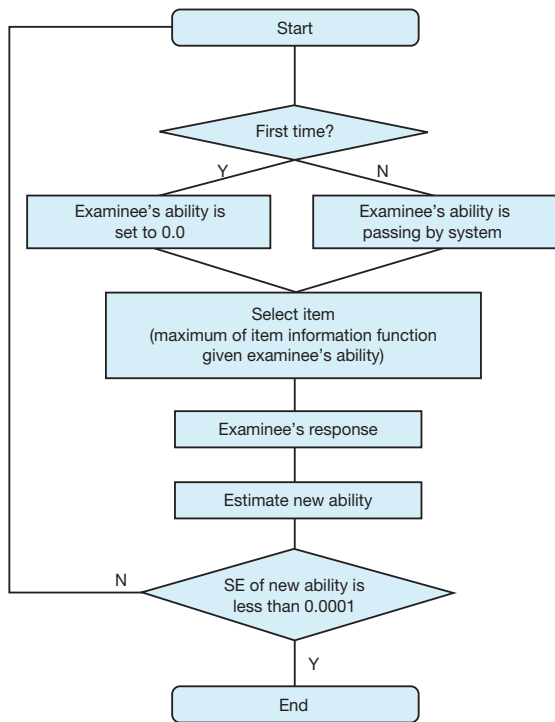 Start
First time?
Y
N
Examinee's ability is
set to 0.0
Examinee's ability is
passing by system
Select item
(maximum of item information function
given examinee's ability)
Examinee's response
Estimate new ability
N
SE of new ability is
less than 0.0001
Y
End